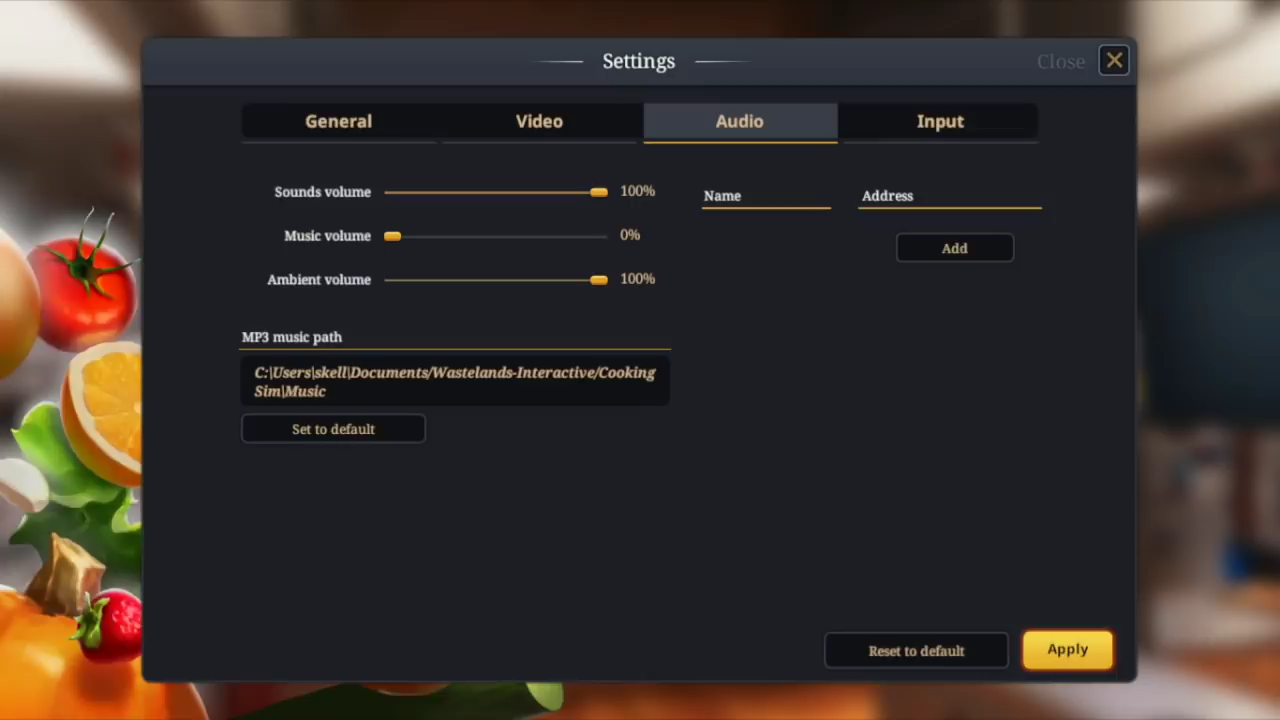 Settings
Close
General
Video
Audio
Input
Sounds volume 100%
Music volume 0%
Ambient volume 100%
Name
Address
Add
MP3 music path
C:\Users\skell\Documents/Wastelands-Interactive/Cooking
Sim\Music
Set to default
Reset to default
Apply